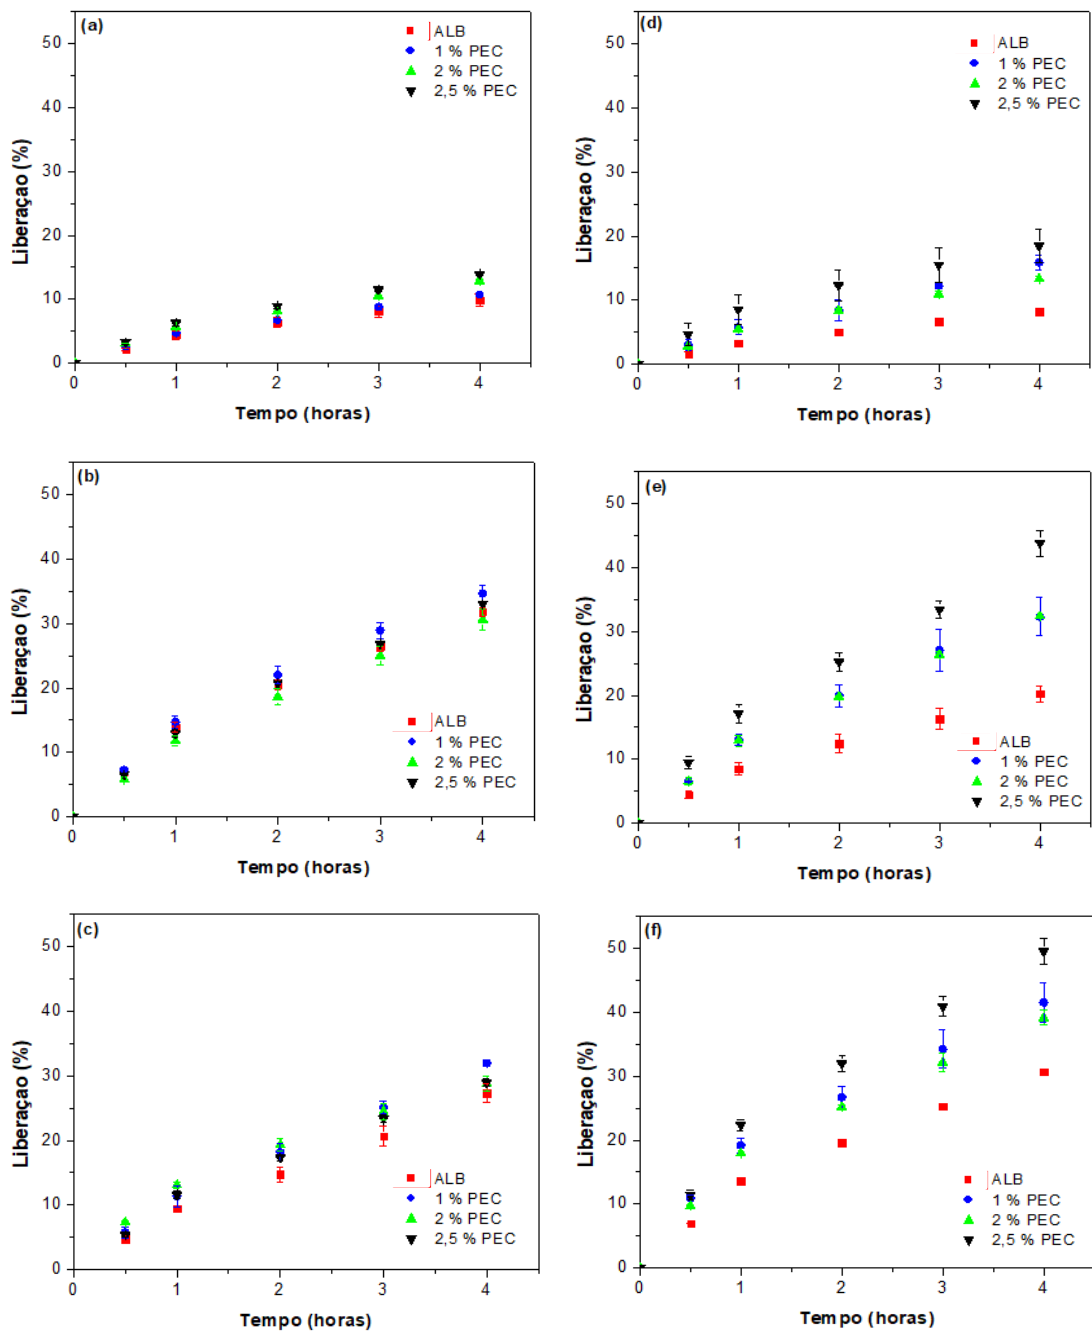 (a)
ALB
1 % PEC
2 % PEC
2,5 % PEC
50
40
30
20
10
0
Liberaçao (%)
0 1 2 3 4
Tempo (horas)
(d)
ALB
1 % PEC
2 % PEC
2,5 % PEC
50
40
30
20
10
0
Liberaçao (%)
0 1 2 3 4
Tempo (horas)
(b)
50
40
30
20
10
0
Liberaçao (%)
ALB
1 % PEC
2 % PEC
2,5 % PEC
0 1 2 3 4
Tempo (horas)
(e)
50
40
30
20
10
0
Liberaçao (%)
ALB
1 % PEC
2 % PEC
2,5 % PEC
0 1 2 3 4
Tempo (horas)
(c)
50
40
30
20
10
0
Liberaçao (%)
ALB
1 % PEC
2 % PEC
2,5 % PEC
0 1 2 3 4
Tempo (horas)
(f)
50
40
30
20
10
0
Liberaçao (%)
ALB
1 % PEC
2 % PEC
2,5 % PEC
0 1 2 3 4
Tempo (horas)